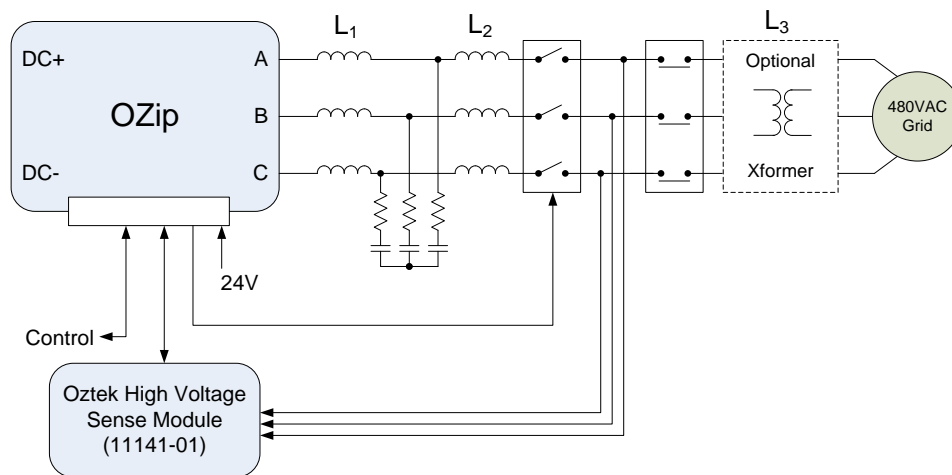 L1
L2
L3
DC+
A
OZip
B
DC-
C
Optional
Xformer
480VAC
Grid
24V
Control
Oztek High Voltage
Sense Module
(11141-01)